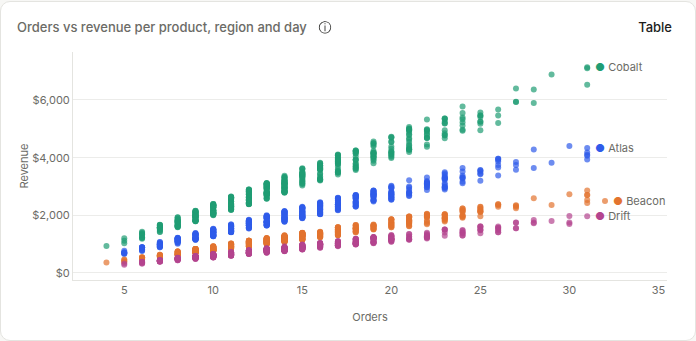 Orders vs revenue per product, region and day ⓘ
Table
Revenue
$6,000
$4,000
$2,000
$0
Cobalt
Atlas
Beacon
Drift
5 10 15 20 25 30 35
Orders